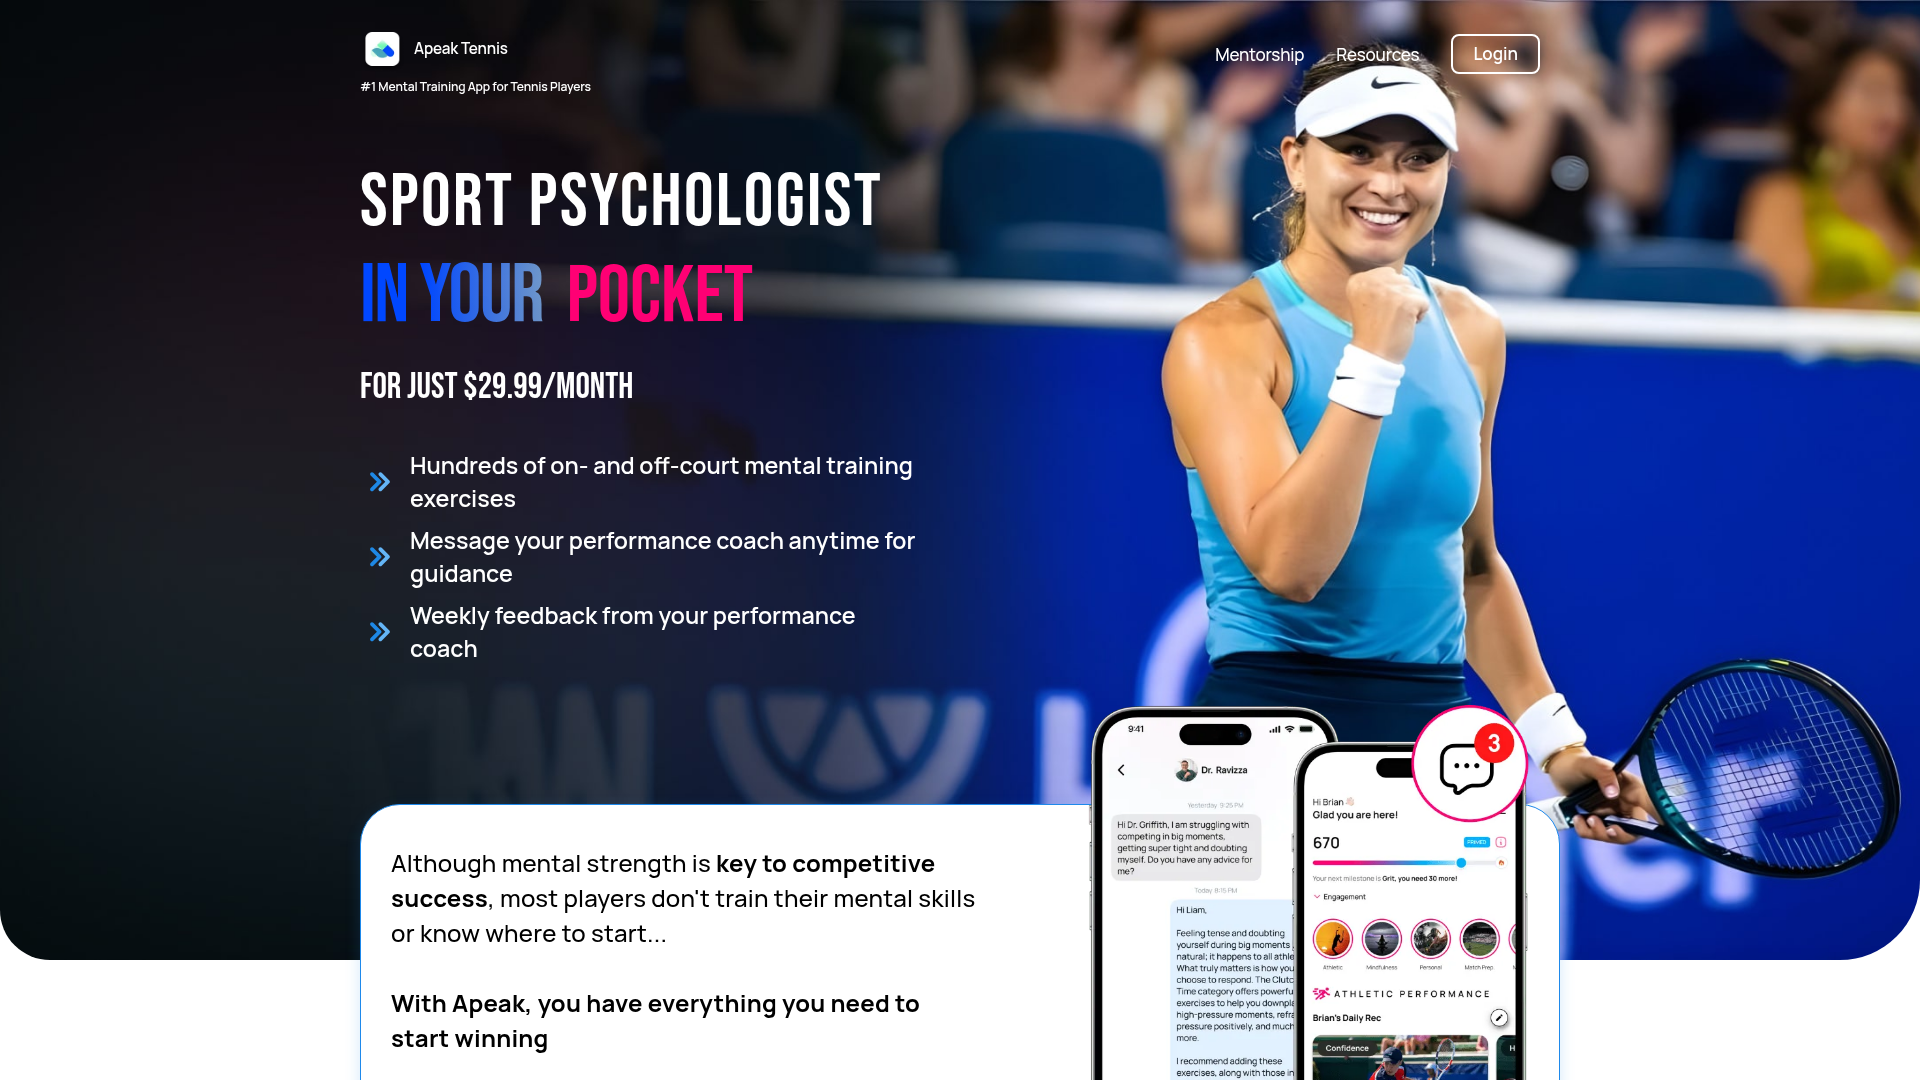 Apeak Tennis
#1 Mental Training App for Tennis Players
Mentorship
Resources
Login
SPORT PSYCHOLOGIST
IN YOUR POCKET
FOR JUST $29.99/MONTH
Hundreds of on- and off-court mental training
exercises
Message your performance coach anytime for
guidance
Weekly feedback from your performance
coach
Although mental strength is key to competitive
success, most players don't train their mental skills
or know where to start...
With Apeak, you have everything you need to
start winning
9:41
Dr. Ravizza
Yesterday 9:26 PM
Hi Dr. Griffith, I am struggling with
competing in big moments,
getting super tight and doubting
myself. Do you have any advice for
me?
Today 8:15 PM
Hi Liam,
Feeling tense and doubting
yourself during big moments
natural; it happens to all athle
What truly matters is how you
choose to respond. The Clutc
Time category offers powerfu
exercises to help you downpla
high-pressure moments, refra
pressure positively, and much
more.
I recommend adding these
exercises, along with those in
3
Hi Brian
Glad you are here!
670
PRIMED
Your next milestone is Grit, you need 30 more!
Engagement
Athletic
Mindfulness
Personal
Match Prep
ATHLETIC PERFORMANCE
Brian's Daily Rec
Confidence
H